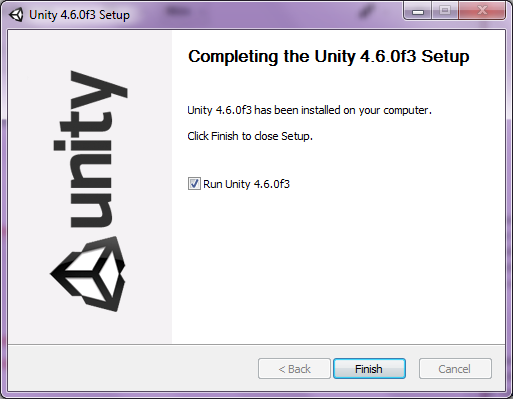 Unity 4.6.0f3 Setup
unity
Completing the Unity 4.6.0f3 Setup
Unity 4.6.0f3 has been installed on your computer.
Click Finish to close Setup.
Run Unity 4.6.0f3
< Back
Finish
Cancel